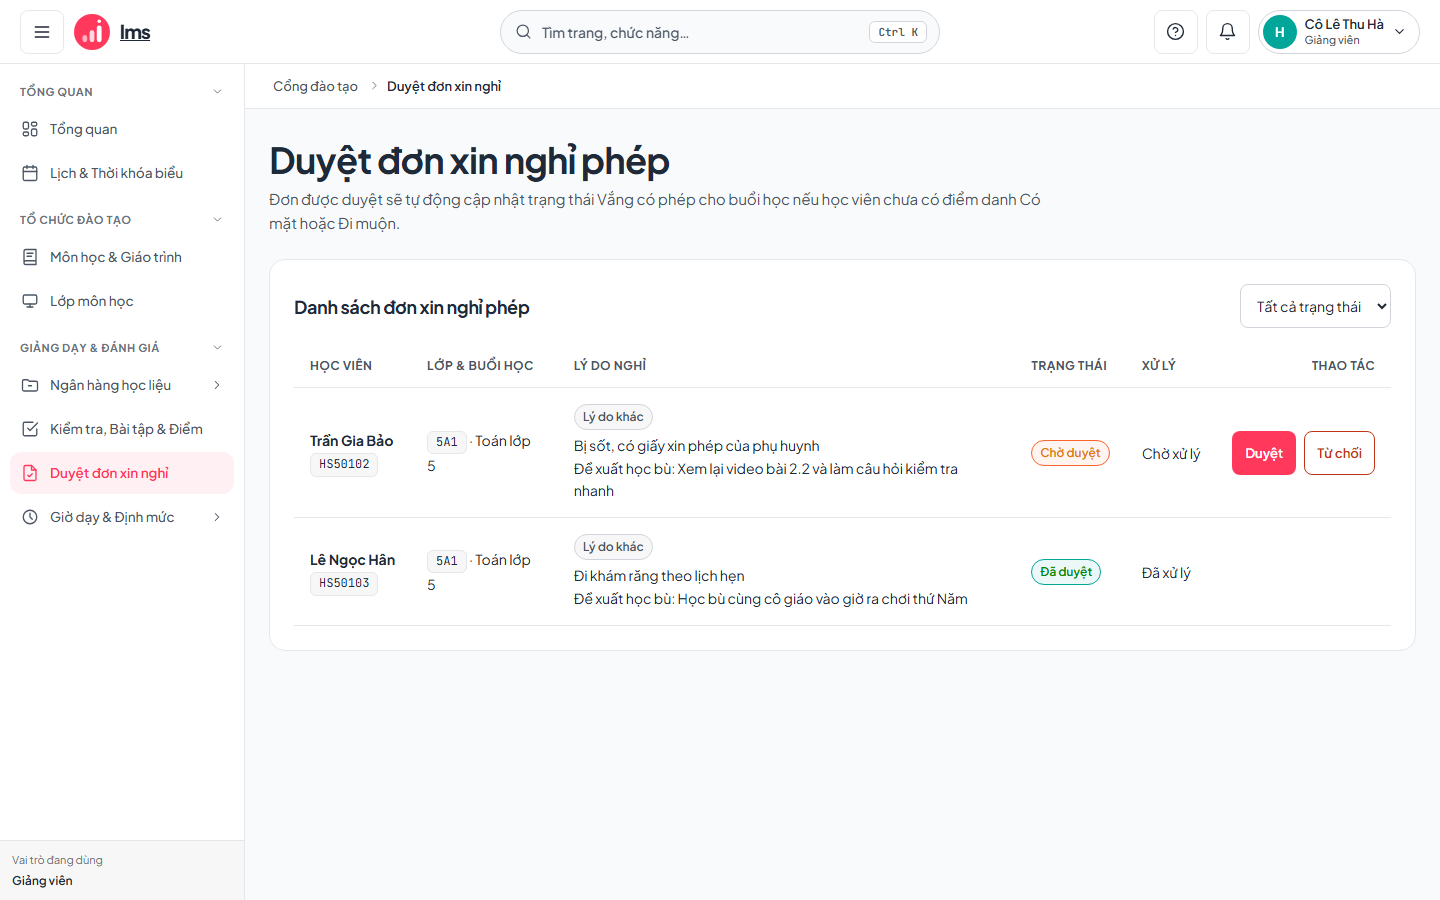 lms
Tìm trang, chức năng...
Ctrl K
H
Cô Lê Thu Hà
Giảng viên
TỔNG QUAN
Tổng quan
Lịch & Thời khóa biểu
TỔ CHỨC ĐÀO TẠO
Môn học & Giáo trình
Lớp môn học
GIẢNG DẠY & ĐÁNH GIÁ
Ngân hàng học liệu
Kiểm tra, Bài tập & Điểm
Duyệt đơn xin nghỉ
Giờ dạy & Định mức
Vai trò đang dùng
Giảng viên
Cổng đào tạo
Duyệt đơn xin nghỉ
Duyệt đơn xin nghỉ phép
Đơn được duyệt sẽ tự động cập nhật trạng thái Vắng có phép cho buổi học nếu học viên chưa có điểm danh Có
mặt hoặc Đi muộn.
Danh sách đơn xin nghỉ phép
Tất cả trạng thái
HỌC VIÊN LỚP & BUỔI HỌC LÝ DO NGHỈ TRẠNG THÁI XỬ LÝ THAO TÁC
Lý do khác
Trần Gia Bảo
HS50102
5A1 · Toán lớp
5
Bị sốt, có giấy xin phép của phụ huynh
Đề xuất học bù: Xem lại video bài 2.2 và làm câu hỏi kiểm tra
nhanh
Chờ duyệt
Chờ xử lý
Duyệt
Từ chối
Lý do khác
Lê Ngọc Hân
HS50103
5A1 · Toán lớp
5
Đi khám răng theo lịch hẹn
Đề xuất học bù: Học bù cùng cô giáo vào giờ ra chơi thứ Năm
Đã duyệt
Đã xử lý